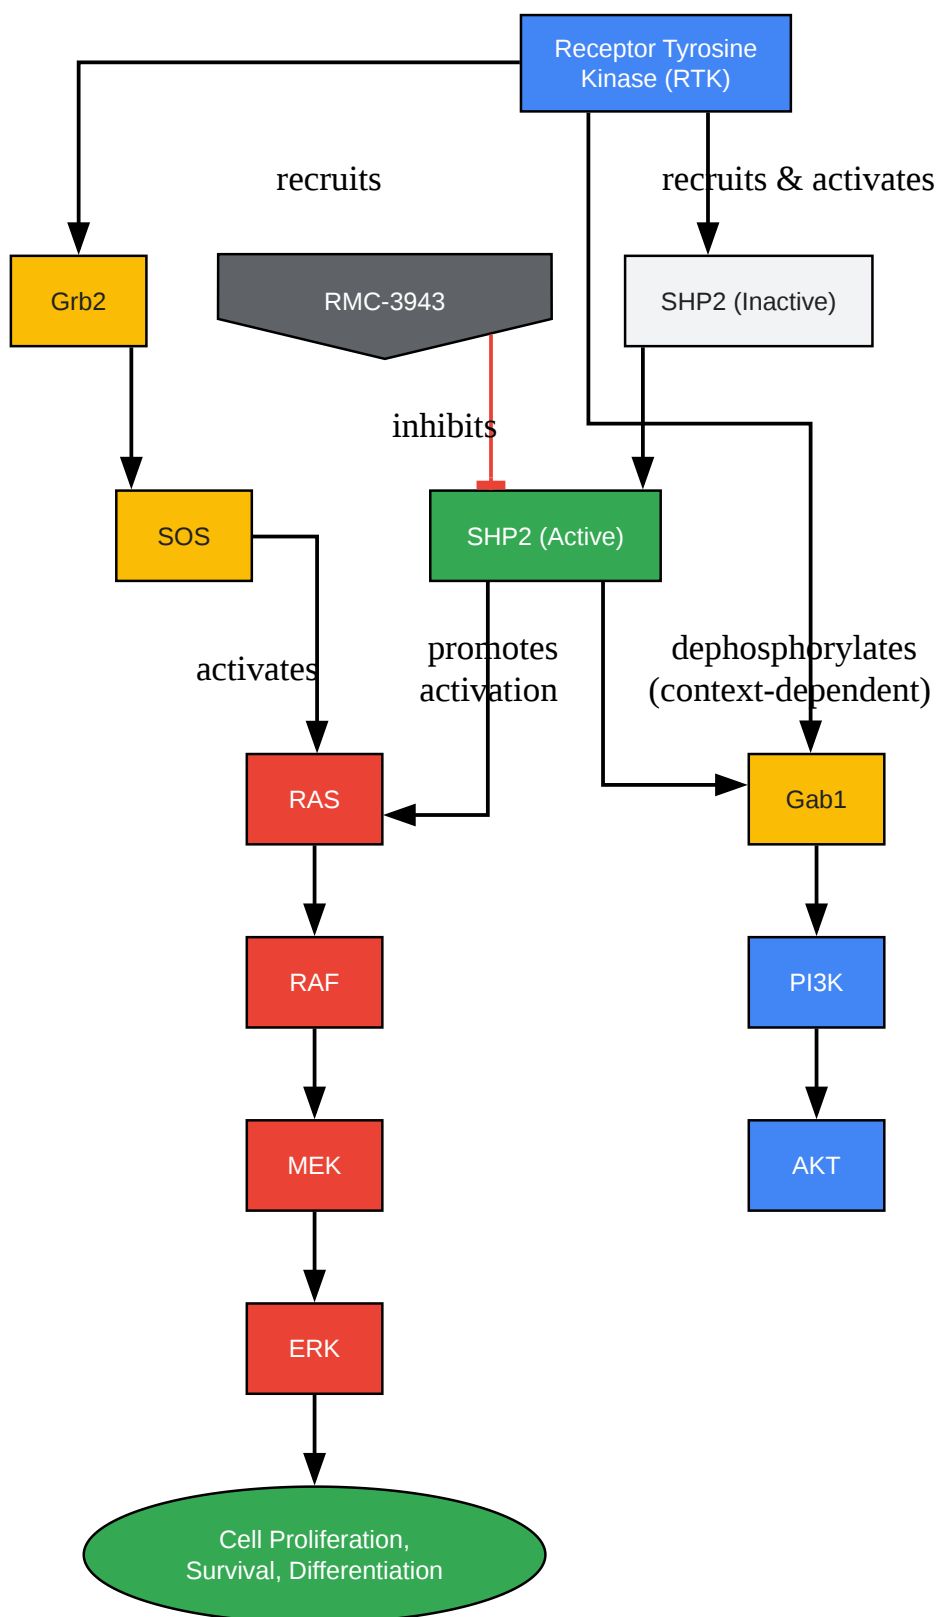 Receptor Tyrosine
Kinase (RTK)
recruits
recruits & activates
Grb2
RMC-3943
SHP2 (Inactive)
inhibits
SOS
SHP2 (Active)
activates
promotes
activation
dephosphorylates
(context-dependent)
RAS
Gab1
RAF
PI3K
MEK
AKT
ERK
Cell Proliferation,
Survival, Differentiation